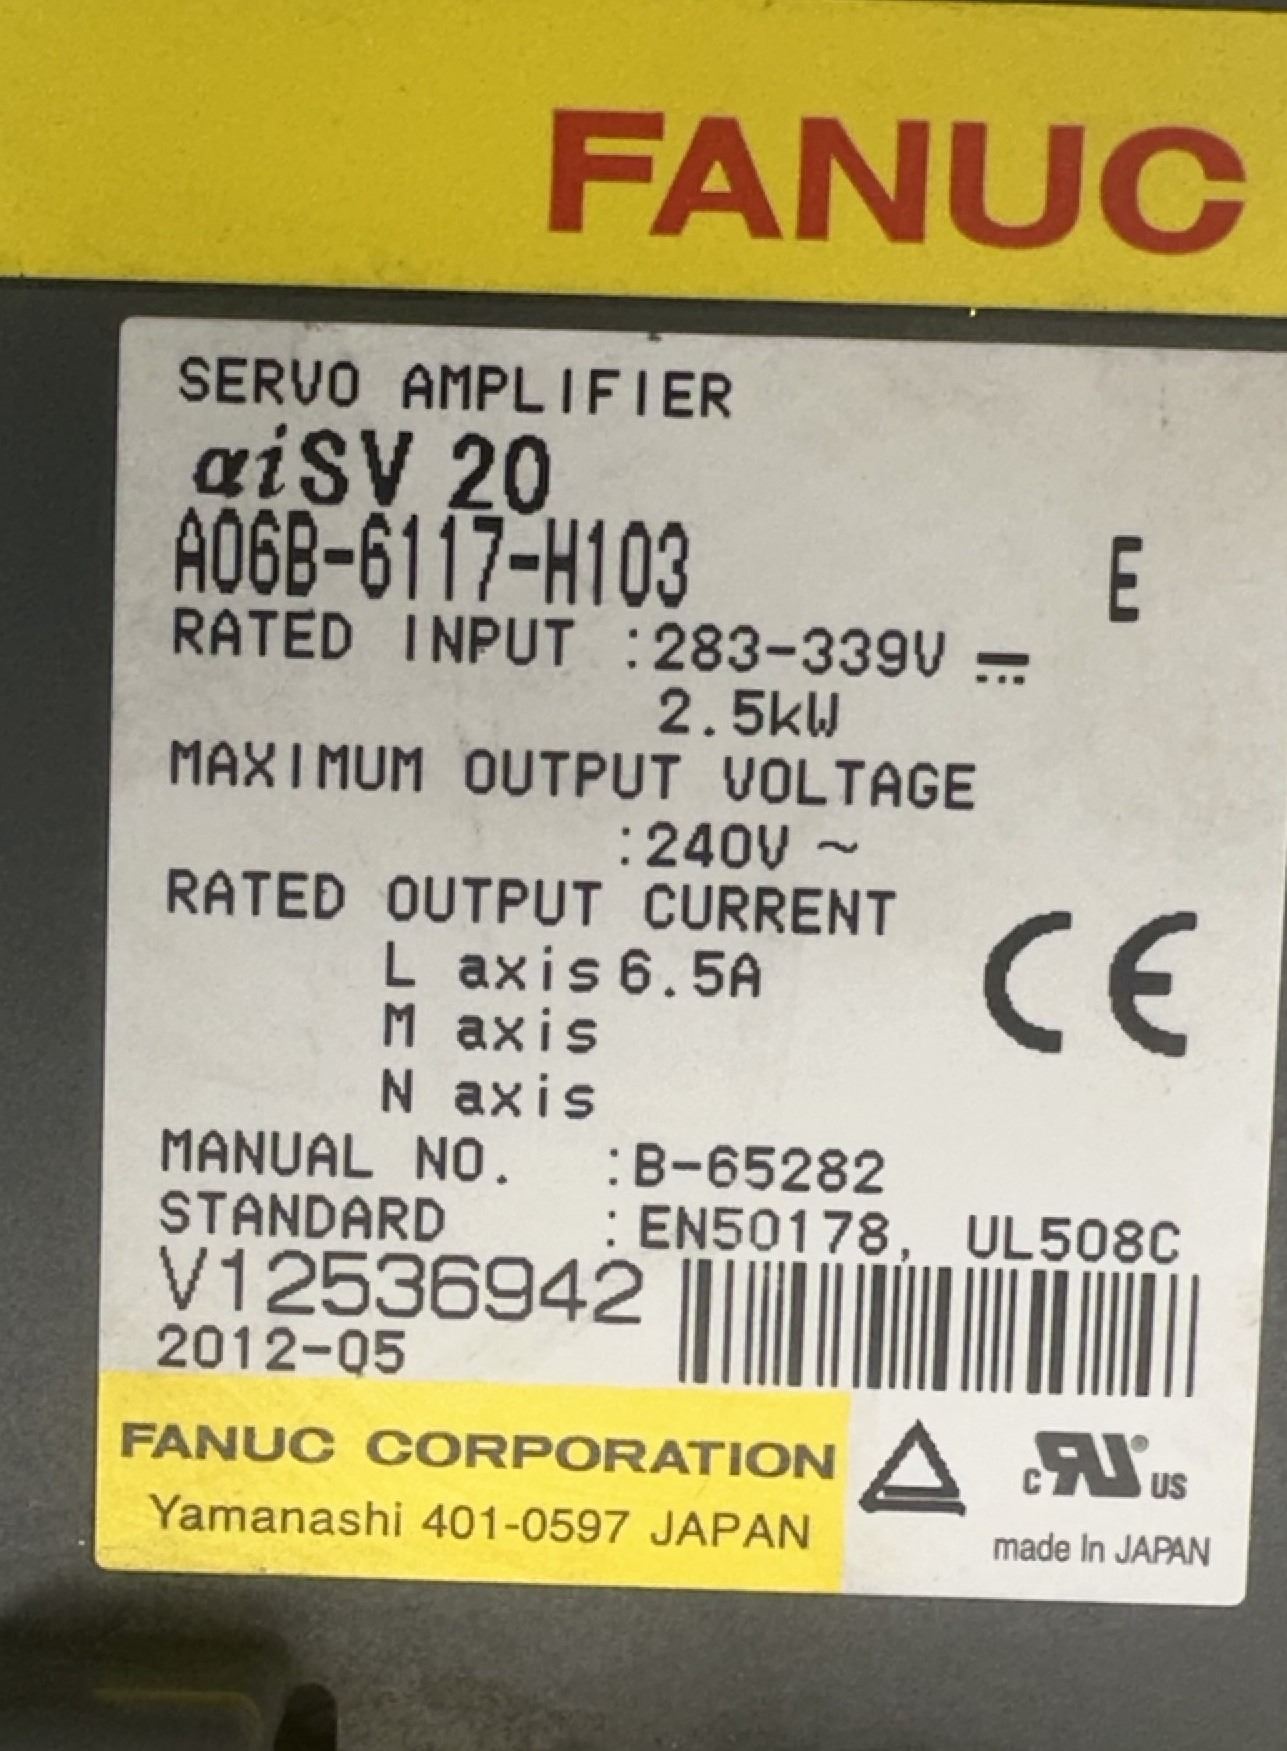 FANUC
SERVO AMPLIFIER
αiSV 20
A06B-6117-H103 E
RATED INPUT :283-339V ⎓
2.5kW
MAXIMUM OUTPUT VOLTAGE
:240V ~
RATED OUTPUT CURRENT
L axis 6.5A
M axis
N axis
CE
MANUAL NO. :B-65282
STANDARD :EN50178, UL508C
V12536942
2012-05
FANUC CORPORATION
Yamanashi 401-0597 JAPAN
c RU ® US
made In JAPAN